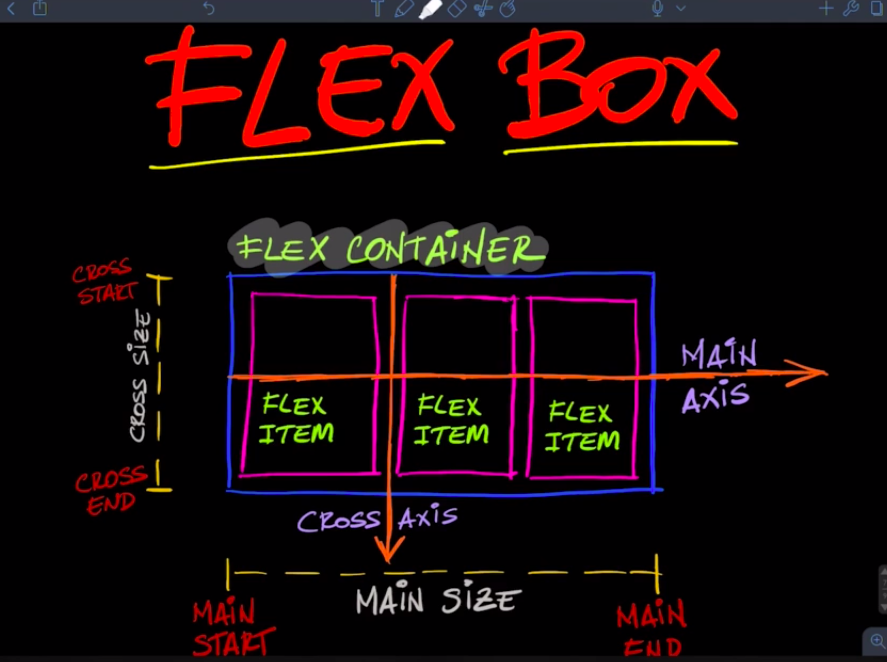 FLEX BOX
FLEX CONTAINER
CROSS
START
CROSS SIZE
CROSS
END
FLEX
ITEM
FLEX
ITEM
FLEX
ITEM
MAIN
AXIS
CROSS AXIS
MAIN SIZE
MAIN
START
MAIN
END